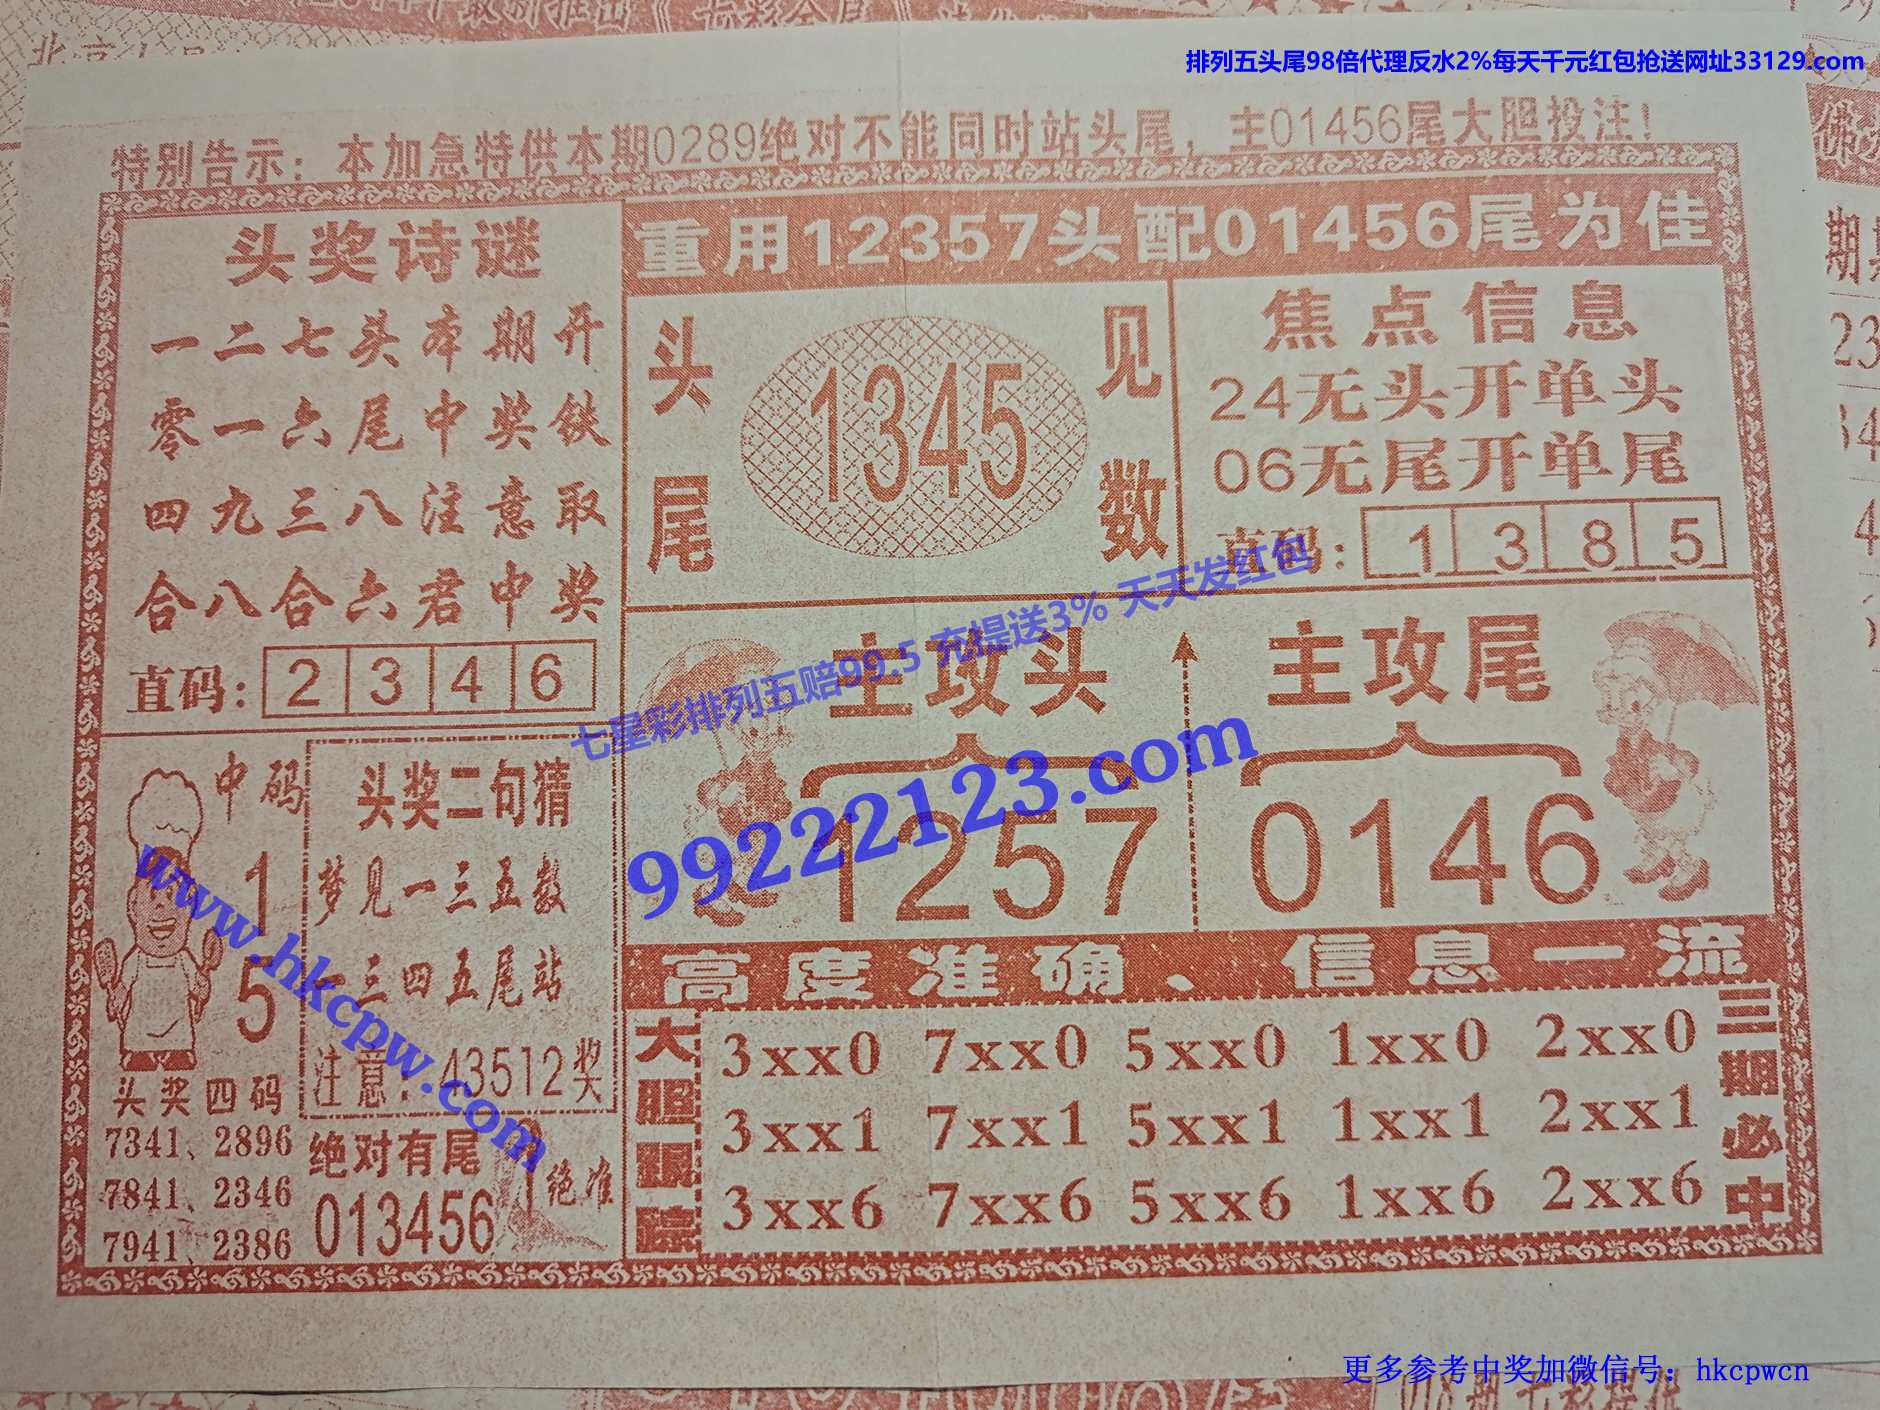 排列五头尾98倍代理反水2%每天千元红包抢送网址33129.com
特别告示：本加急特供本期0289绝对不能同时站头尾，主01456尾大胆投注！
头奖诗谜
一二七头本期开
零一六尾中奖铁
四九三八注意取
合八合六君中奖
直码：2346
重用12357头配01456尾为佳
头尾
1345
见数
焦点信息
24无头开单头
06无尾开单尾
直码：1385
七星彩排列五赔99.5 充提送3% 天天发红包
99222123.com
主攻头
1257
主攻尾
0146
中码
1
5
头奖四码
7341、2896
7841、2346
7941、2386
头奖二句猜
梦见一三五数
三四五尾站
注意：43512奖
www.hkcpw.com
绝对有尾
013456
绝准
高度准确、信息一流
大胆跟踪
3xx0 7xx0 5xx0 1xx0 2xx0
3xx1 7xx1 5xx1 1xx1 2xx1
3xx6 7xx6 5xx6 1xx6 2xx6
三期必中
更多参考中奖加微信号：hkcpwcn